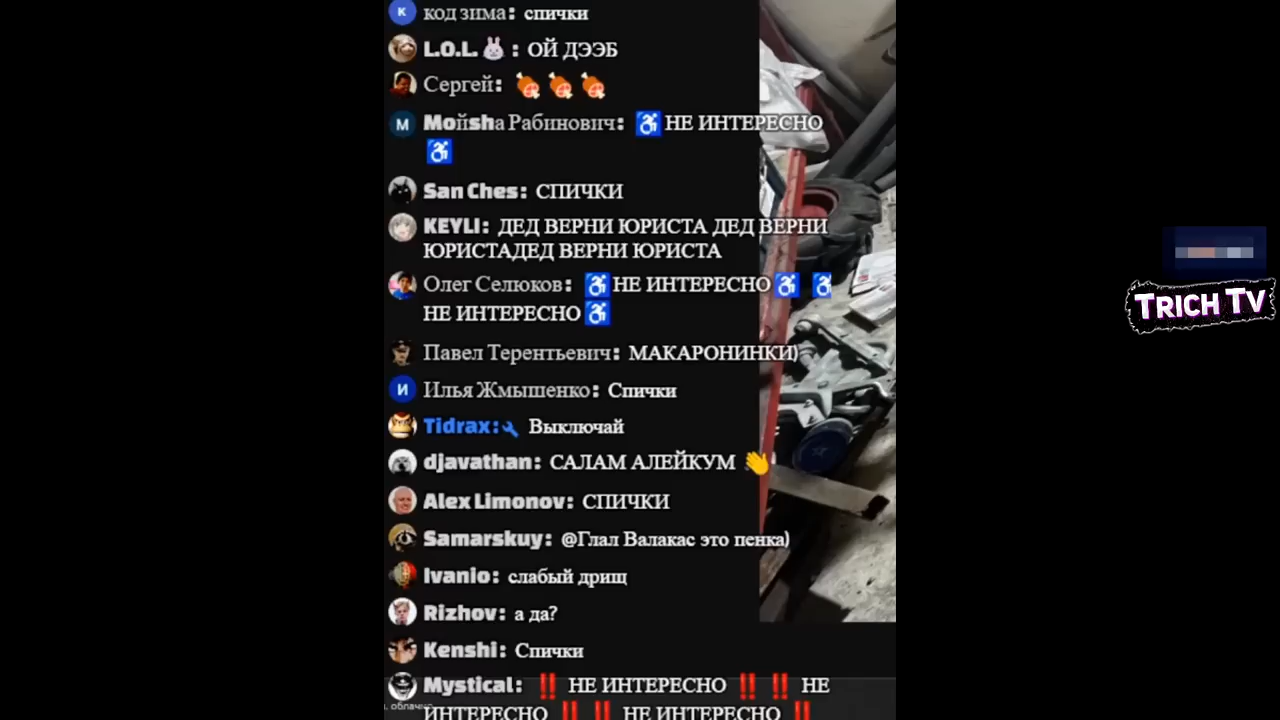 K код зима: спички
L.O.L.🐰 : ОЙ ДЭЭБ
Сергей: 🍖🍖🍖
М Мойshа Рабинович: ♿НЕ ИНТЕРЕСНО
♿
San Ches: СПИЧКИ
KEYLI: ДЕД ВЕРНИ ЮРИСТА ДЕД ВЕРНИ
ЮРИСТАДЕД ВЕРНИ ЮРИСТА
Олег Селюков: ♿НЕ ИНТЕРЕСНО♿ ♿
НЕ ИНТЕРЕСНО♿
Павел Терентьевич: МАКАРОНИНКИ)
И Илья Жмышенко: Спички
Tidrax:🔧 Выключай
djavathan: САЛАМ АЛЕЙКУМ 👋
Alex Limonov: СПИЧКИ
Samarskuy: @Глал Валакас это пенка)
Ivanio: слабый дрищ
Rizhov: а да?
Kenshi: Спички
Mystical: ‼️ НЕ ИНТЕРЕСНО ‼️ ‼️ НЕ
ИНТЕРЕСНО ‼️ ‼️ НЕ ИНТЕРЕСНО ‼️
TRICH TV